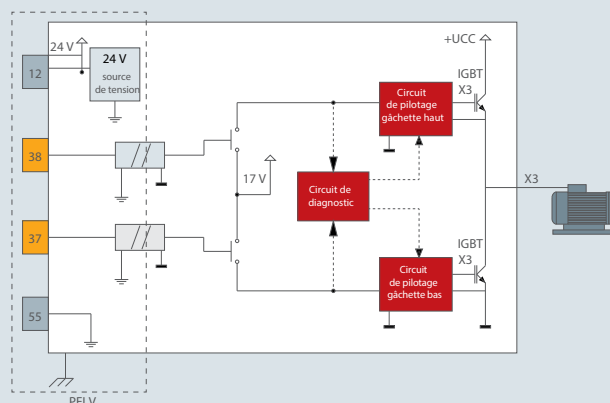 24 V
12
24 V
source
de tension
+UCC
IGBT
X3
Circuit
de pilotage
gâchette haut
38
17 V
Circuit de
diagnostic
X3
37
IGBT
X3
Circuit
de pilotage
gâchette bas
55
PELV